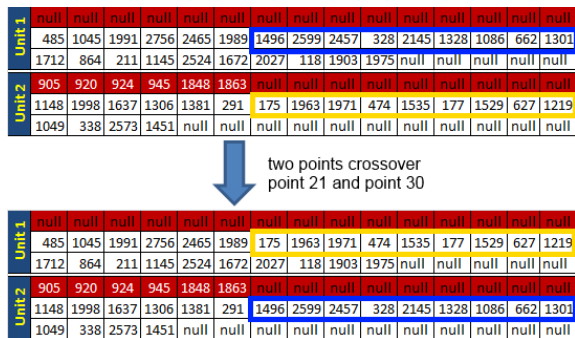 Unit 1
null null null null null null null null null null null null null null null
485 1045 1991 2756 2465 1989 1496 2599 2457 328 2145 1328 1086 662 1301
1712 864 211 1145 2524 1672 2027 118 1903 1975 null null null null null
Unit 2
905 920 924 945 1848 1863 null null null null null null null null null
1148 1998 1637 1306 1381 291 175 1963 1971 474 1535 177 1529 627 1219
1049 338 2573 1451 null null null null null null null null null null null
two points crossover
point 21 and point 30
Unit 1
null null null null null null null null null null null null null null null
485 1045 1991 2756 2465 1989 175 1963 1971 474 1535 177 1529 627 1219
1712 864 211 1145 2524 1672 2027 118 1903 1975 null null null null null
Unit 2
905 920 924 945 1848 1863 null null null null null null null null null
1148 1998 1637 1306 1381 291 1496 2599 2457 328 2145 1328 1086 662 1301
1049 338 2573 1451 null null null null null null null null null null null